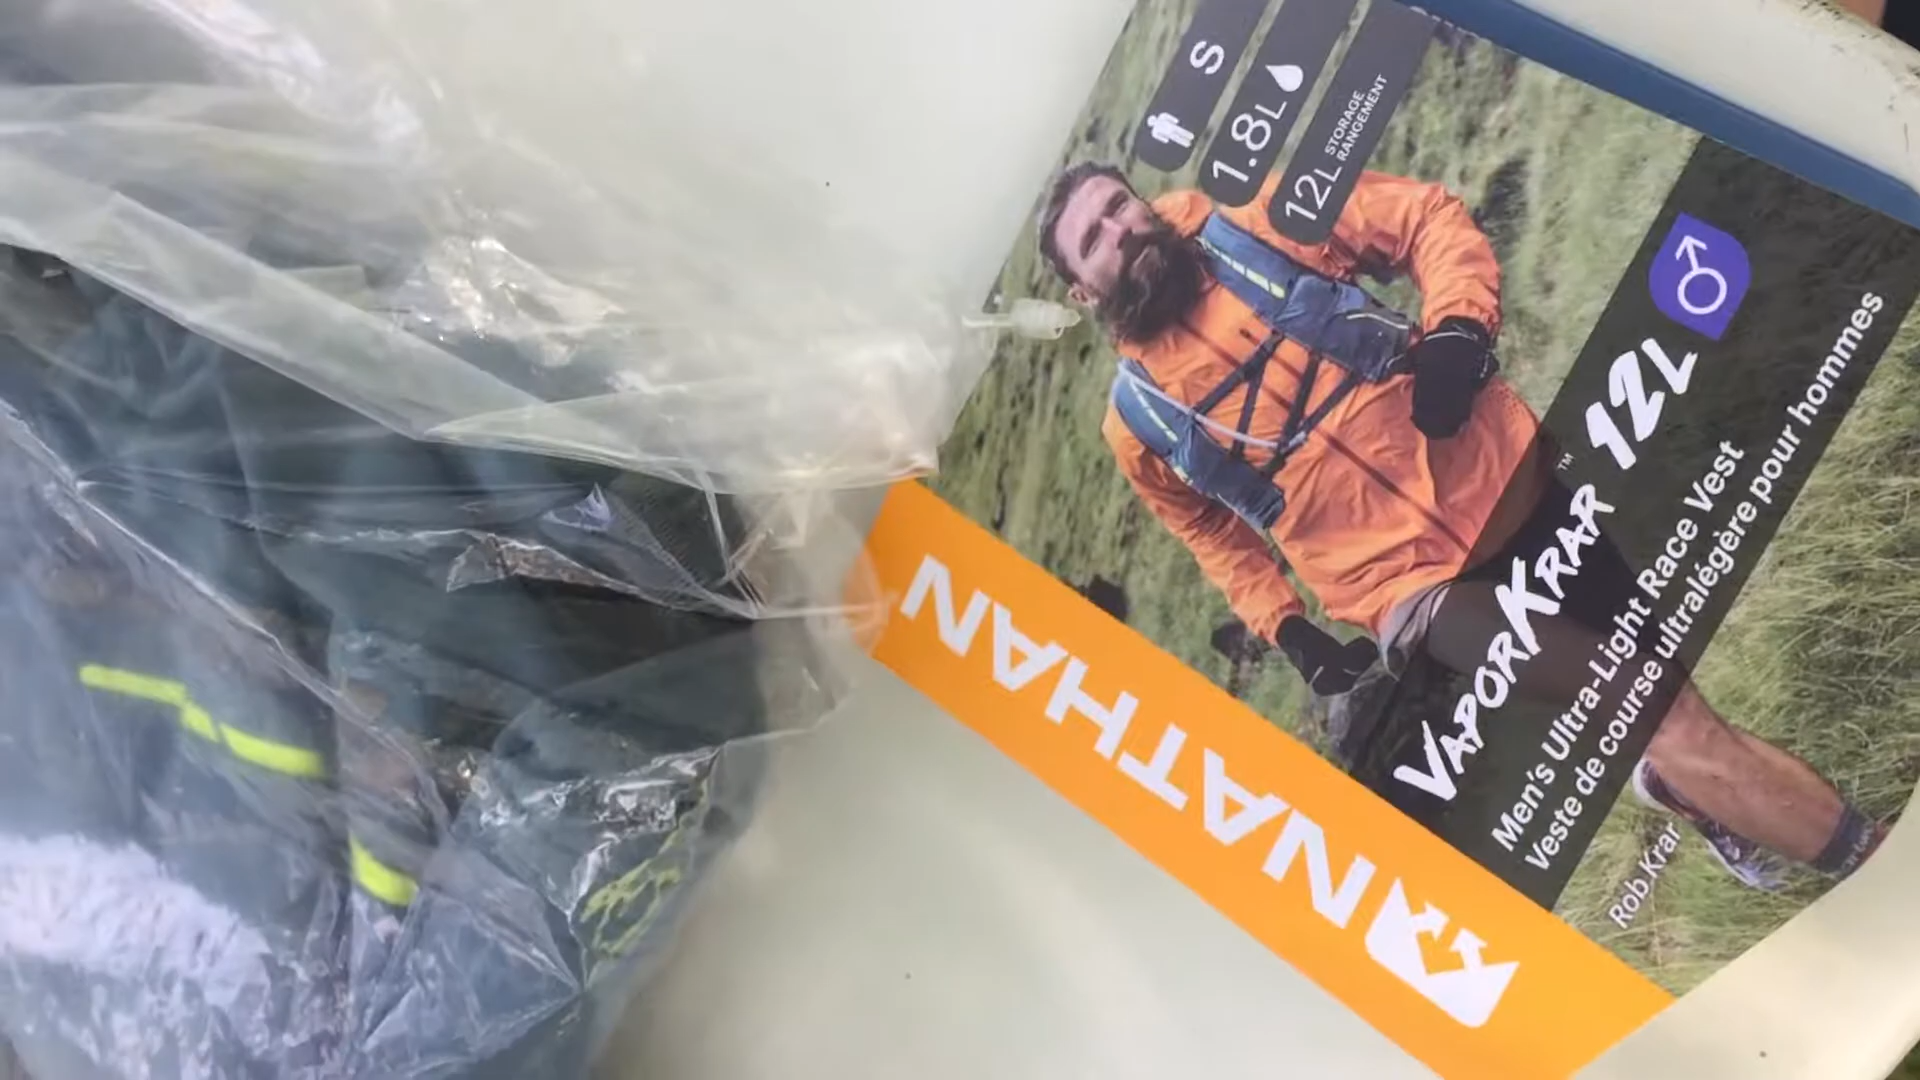 S
1.8L
12L STORAGE
RANGEMENT
VAPORKRAR™ 12L
Men's Ultra-Light Race Vest
Veste de course ultralégère pour hommes
Rob Krar
NATHAN